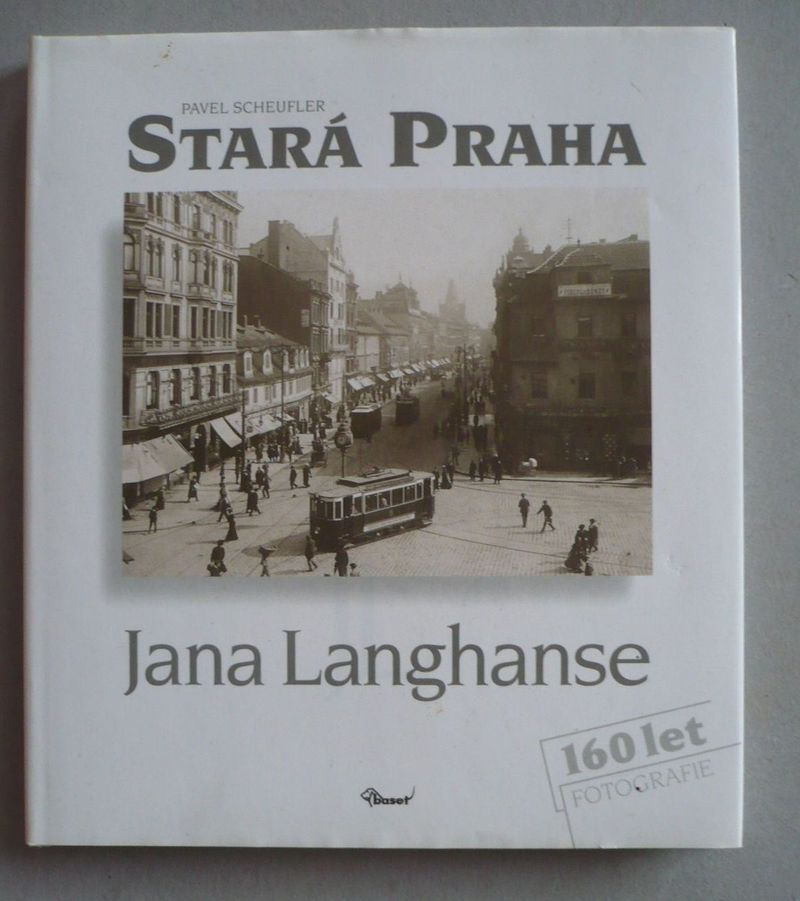 PAVEL SCHEUFLER
STARÁ PRAHA
Jana Langhanse
160 let
FOTOGRAFIE
baset